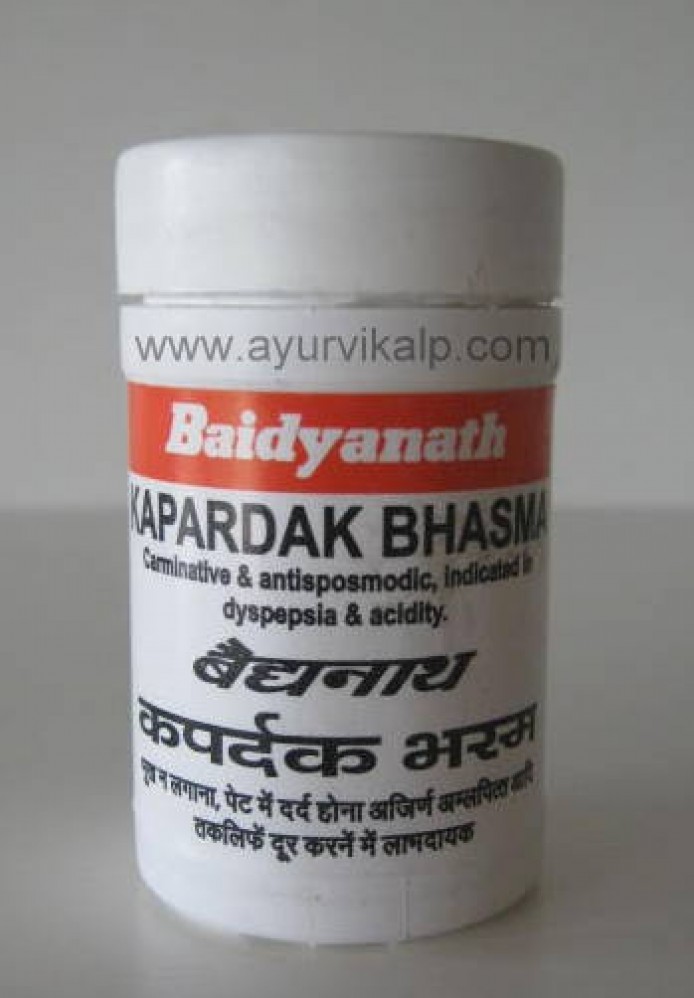 www.ayurvikalp.com
Baidyanath
KAPARDAK BHASMA
Carminative & antisposmodic, indicated in
dyspepsia & acidity.
बैद्यनाथ
कपर्दक भस्म
भूख न लगाना, पेट में दर्द होना अजिर्ण अम्लपित्त आदि
तकलिफें दूर करनें में लाभदायक